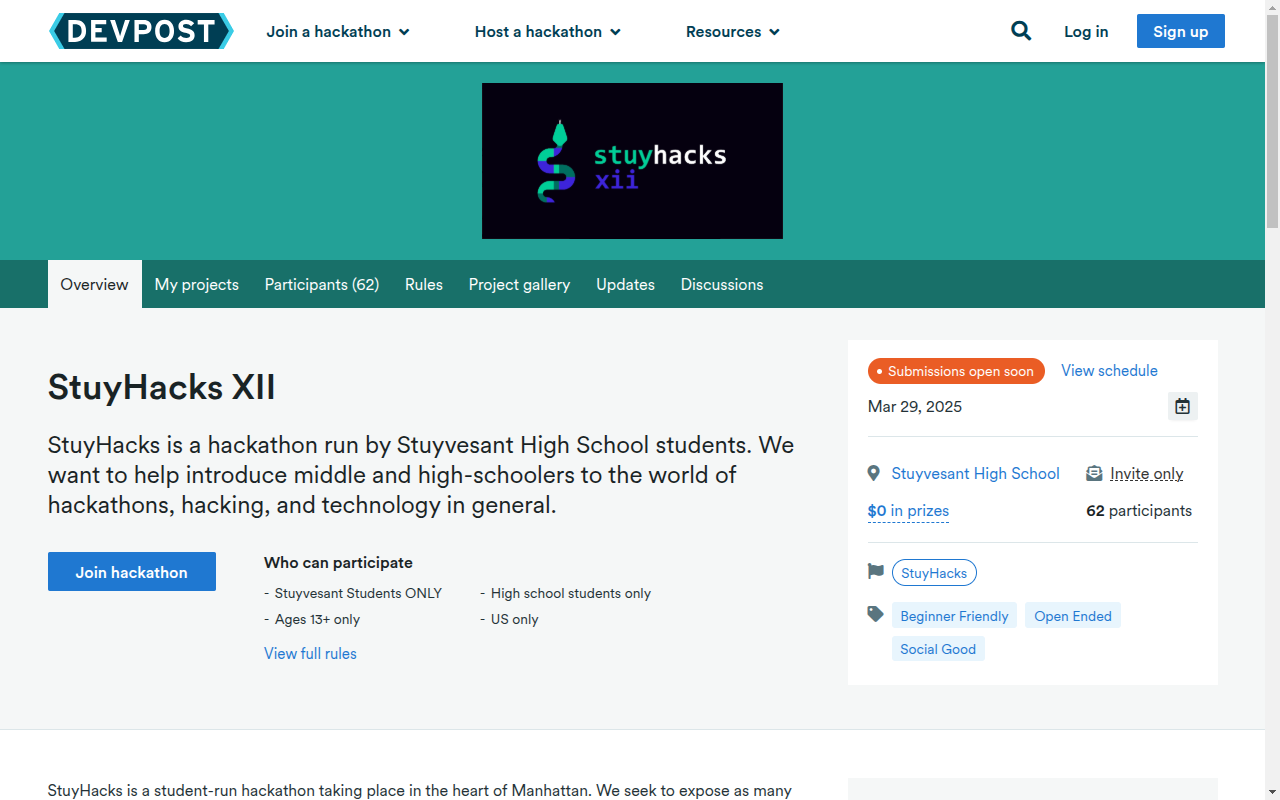 DEVPOST
Join a hackathon
Host a hackathon
Resources
Log in
Sign up
stuyhacks
xii
Overview
My projects
Participants (62)
Rules
Project gallery
Updates
Discussions
StuyHacks XII
StuyHacks is a hackathon run by Stuyvesant High School students. We
want to help introduce middle and high-schoolers to the world of
hackathons, hacking, and technology in general.
Join hackathon
Who can participate
- Stuyvesant Students ONLY
- High school students only
- Ages 13+ only
- US only
View full rules
Submissions open soon
View schedule
Mar 29, 2025
Stuyvesant High School
Invite only
$0 in prizes
62 participants
StuyHacks
Beginner Friendly
Open Ended
Social Good
StuyHacks is a student-run hackathon taking place in the heart of Manhattan. We seek to expose as many